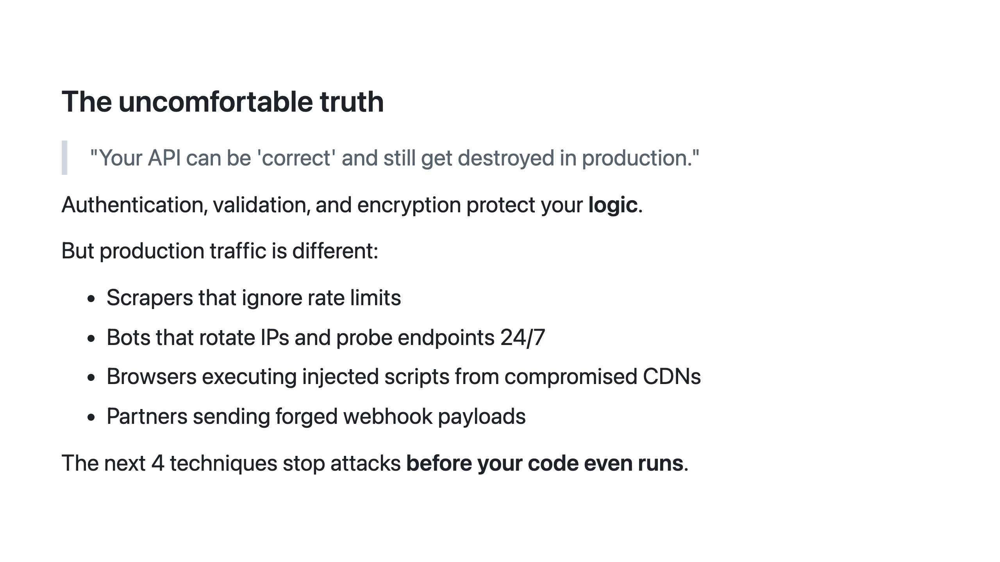 The uncomfortable truth
"Your API can be 'correct' and still get destroyed in production."
Authentication, validation, and encryption protect your logic.
But production traffic is different:
• Scrapers that ignore rate limits
• Bots that rotate IPs and probe endpoints 24/7
• Browsers executing injected scripts from compromised CDNs
• Partners sending forged webhook payloads
The next 4 techniques stop attacks before your code even runs.